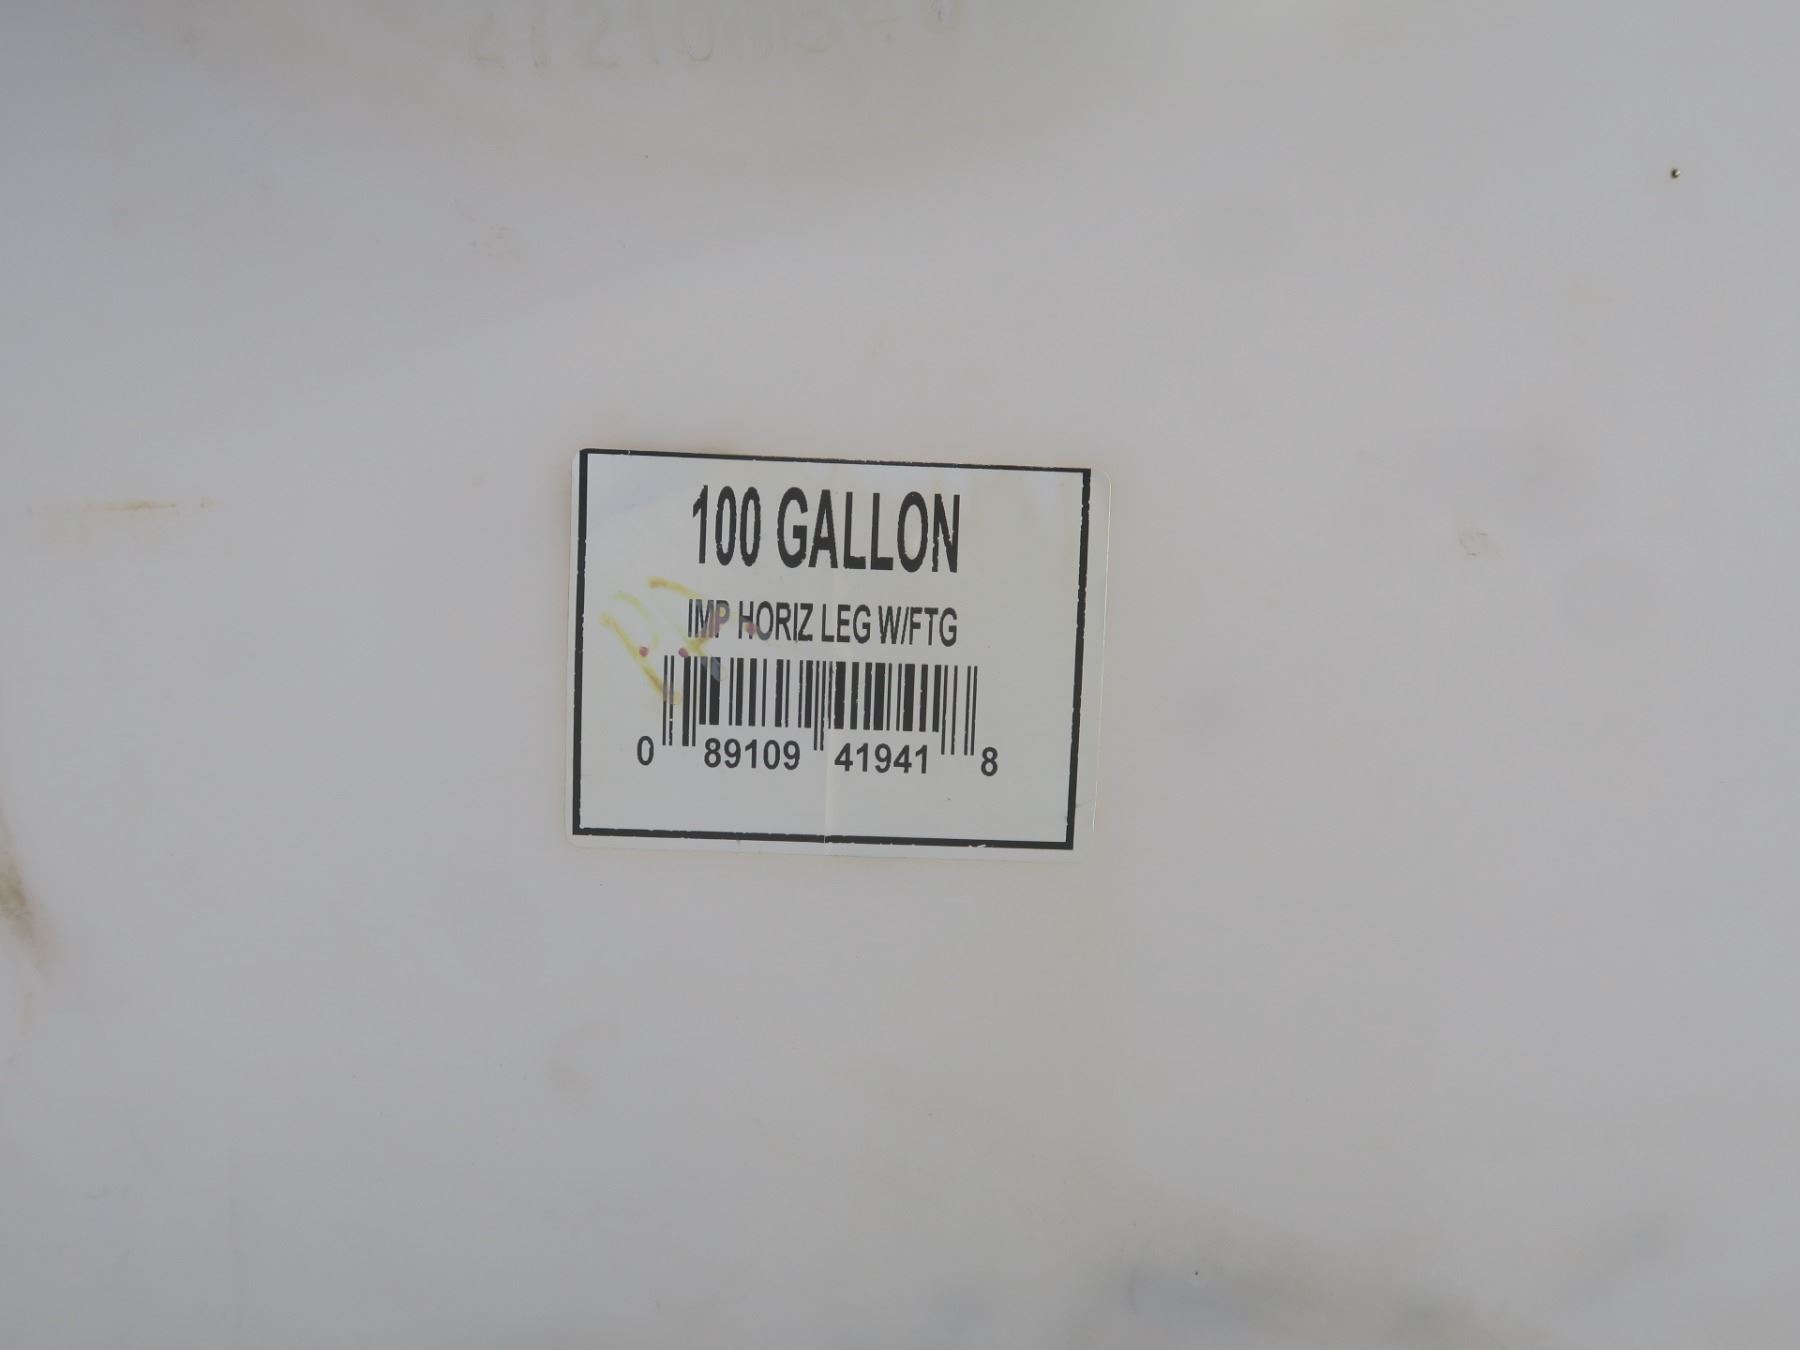 100 GALLON
IMP HORIZ LEG W/FTG
0 89109 41941 8